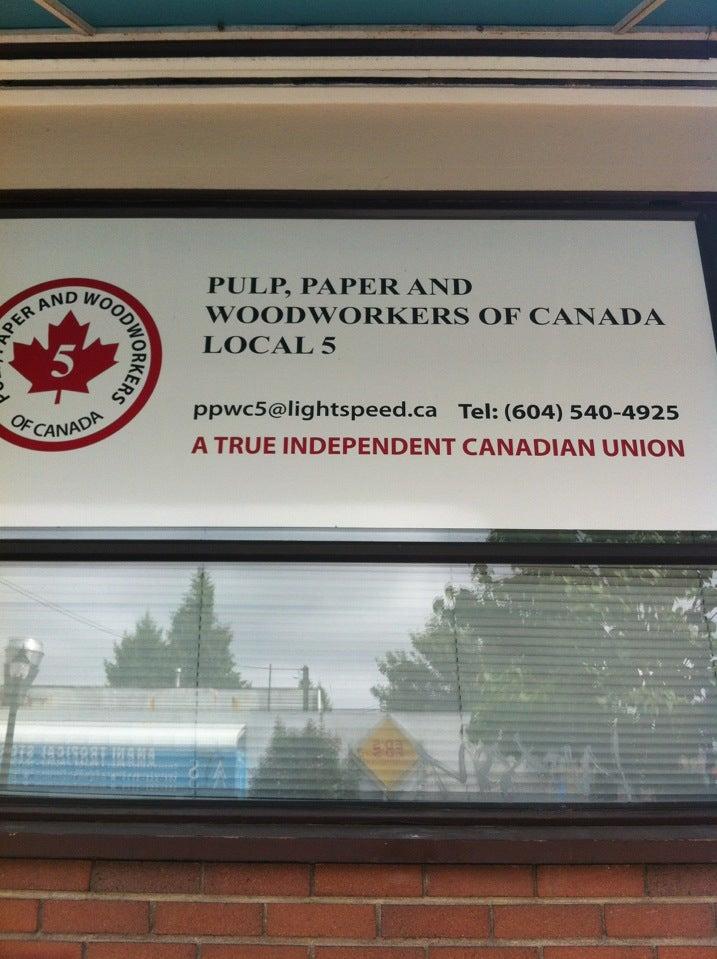 PULP, PAPER AND
WOODWORKERS OF CANADA
LOCAL 5
PAPER AND WOODWORKERS
5
OF CANADA
ppwc5@lightspeed.ca Tel: (604) 540-4925
A TRUE INDEPENDENT CANADIAN UNION
TROPICAL